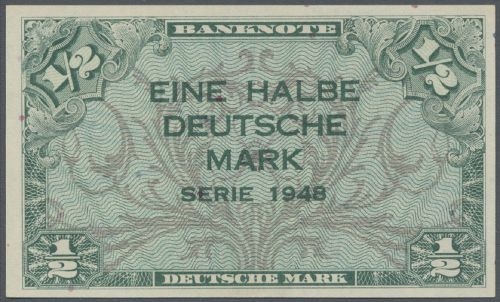 BANKNOTE
1/2 1/2
EINE HALBE
DEUTSCHE
MARK
SERIE 1948
1/2 1/2
DEUTSCHE MARK